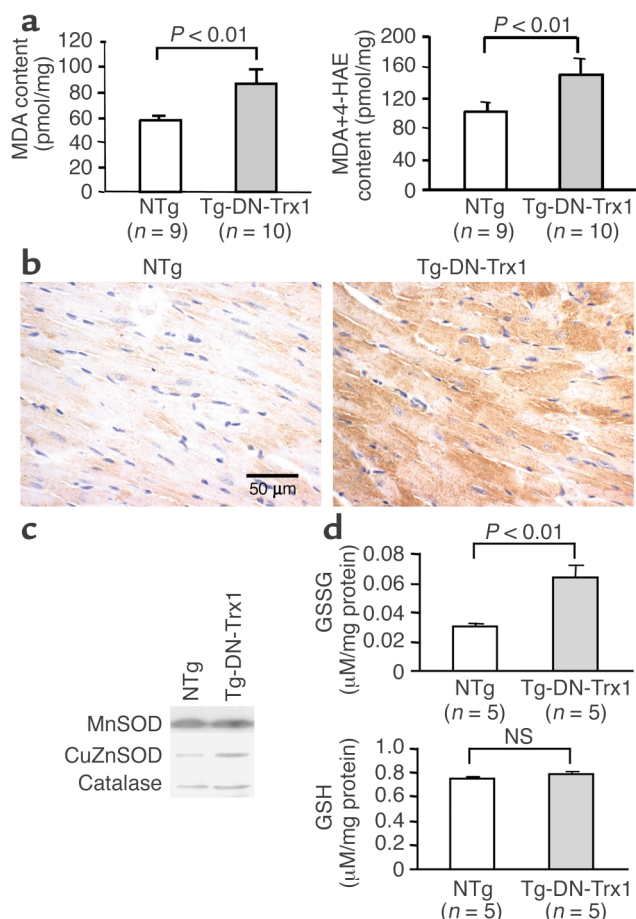 a
P < 0.01
MDA content
(pmol/mg)
120
100
80
60
40
20
0
NTg
Tg-DN-Trx1
(n = 9)
(n = 10)
P < 0.01
MDA+4-HAE
content (pmol/mg)
200
160
120
80
40
0
NTg
Tg-DN-Trx1
(n = 9)
(n = 10)
b
NTg
Tg-DN-Trx1
50 μm
c
NTg
Tg-DN-Trx1
MnSOD
CuZnSOD
Catalase
d
P < 0.01
GSSG
(μM/mg protein)
0.08
0.06
0.04
0.02
0
NTg
Tg-DN-Trx1
(n = 5)
(n = 5)
NS
GSH
(μM/mg protein)
1.0
0.8
0.6
0.4
0.2
0
NTg
Tg-DN-Trx1
(n = 5)
(n = 5)